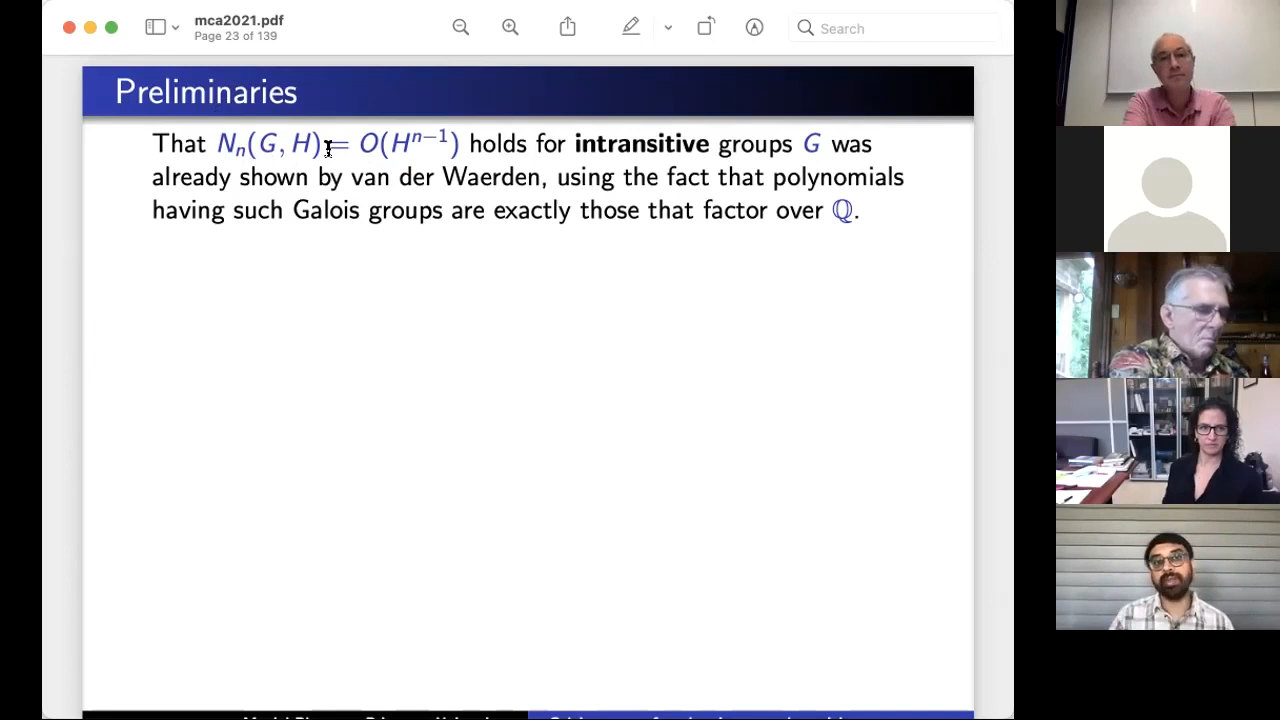 mca2021.pdf
Page 23 of 139
Search
Preliminaries
That N_n(G, H) = O(H^{n−1}) holds for intransitive groups G was
already shown by van der Waerden, using the fact that polynomials
having such Galois groups are exactly those that factor over ℚ.